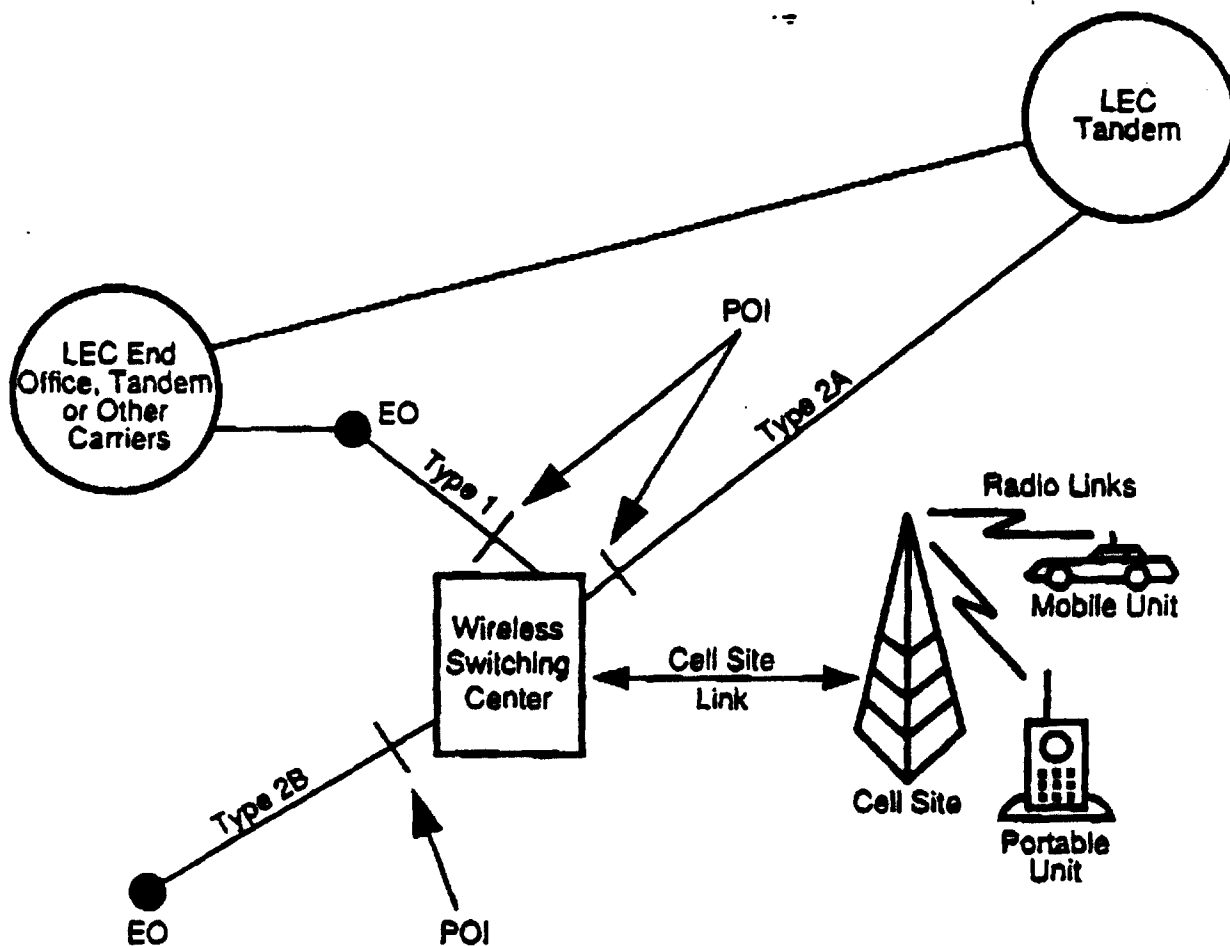 LEC
Tandem
POI
LEC End
Office, Tandem
or Other
Carriers
EO
Type 1
Type 2A
Radio Links
Mobile Unit
Wireless
Switching
Center
Cell Site
Link
Cell Site
Portable
Unit
Type 2B
EO
POI